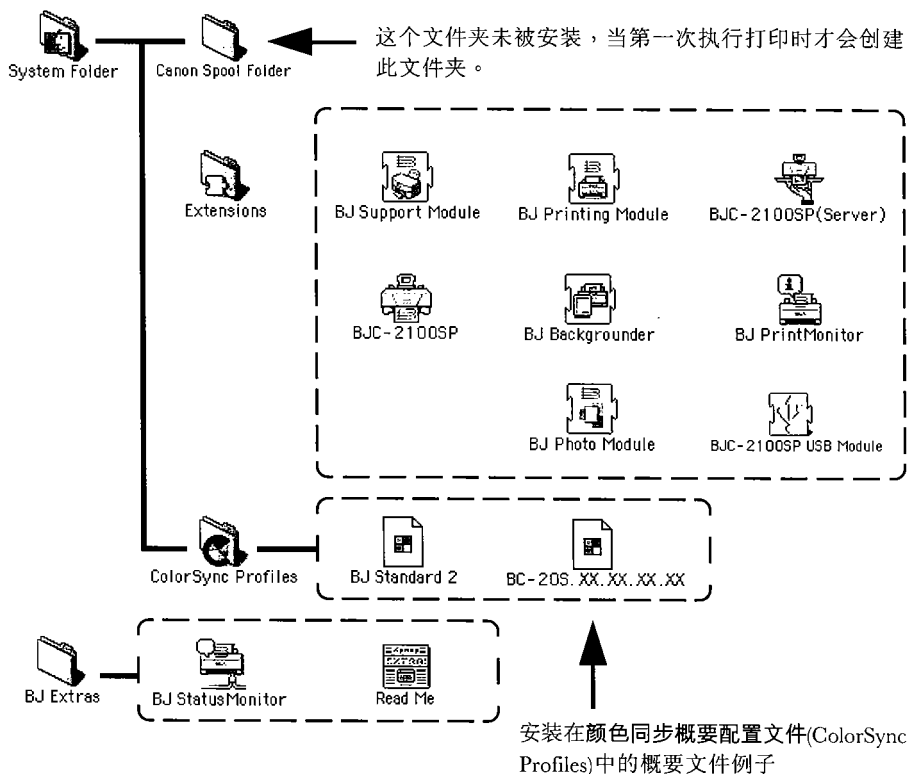 这个文件夹未被安装，当第一次执行打印时才会创建
此文件夹。
System Folder
Canon Spool Folder
Extensions
BJ Support Module
BJ Printing Module
BJC-2100SP(Server)
BJC-2100SP
BJ Backgrounder
BJ PrintMonitor
BJ Photo Module
BJC-2100SP USB Module
ColorSync Profiles
BJ Standard 2
BC-20S.XX.XX.XX.XX
BJ Extras
BJ StatusMonitor
Read Me
安装在颜色同步概要配置文件(ColorSync
Profiles)中的概要文件例子